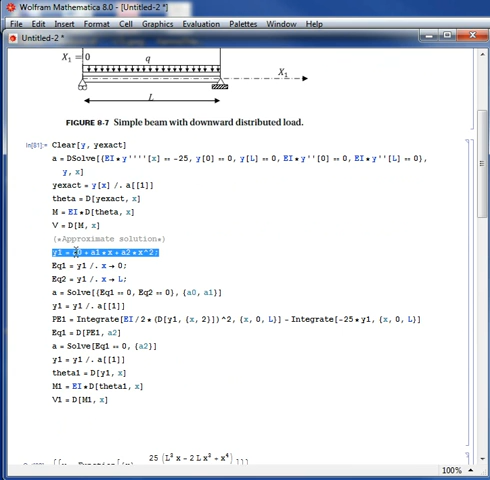 Wolfram Mathematica 8.0 - [Untitled-2 *]
File Edit Insert Format Cell Graphics Evaluation Palettes Window Help
Untitled-2 *
X₁ = 0
q
X₁
L
FIGURE 8-7 Simple beam with downward distributed load.
In[81]:= Clear[y, yexact]
a = DSolve[{EI*y''''[x] == -25, y[0] == 0, y[L] == 0, EI*y''[0] == 0, EI*y''[L] == 0},
y, x]
yexact = y[x] /. a[[1]]
theta = D[yexact, x]
M = EI*D[theta, x]
V = D[M, x]
(*Approximate solution*)
y1 = a0 + a1*x + a2*x^2;
Eq1 = y1 /. x → 0;
Eq2 = y1 /. x → L;
a = Solve[{Eq1 == 0, Eq2 == 0}, {a0, a1}]
y1 = y1 /. a[[1]]
PE1 = Integrate[EI/2*(D[y1, {x, 2}])^2, {x, 0, L}] - Integrate[-25*y1, {x, 0, L}]
Eq1 = D[PE1, a2]
a = Solve[Eq1 == 0, {a2}]
y1 = y1 /. a[[1]]
theta1 = D[y1, x]
M1 = EI*D[theta1, x]
V1 = D[M1, x]
25 (L³ x - 2 L x³ + x⁴)
100%